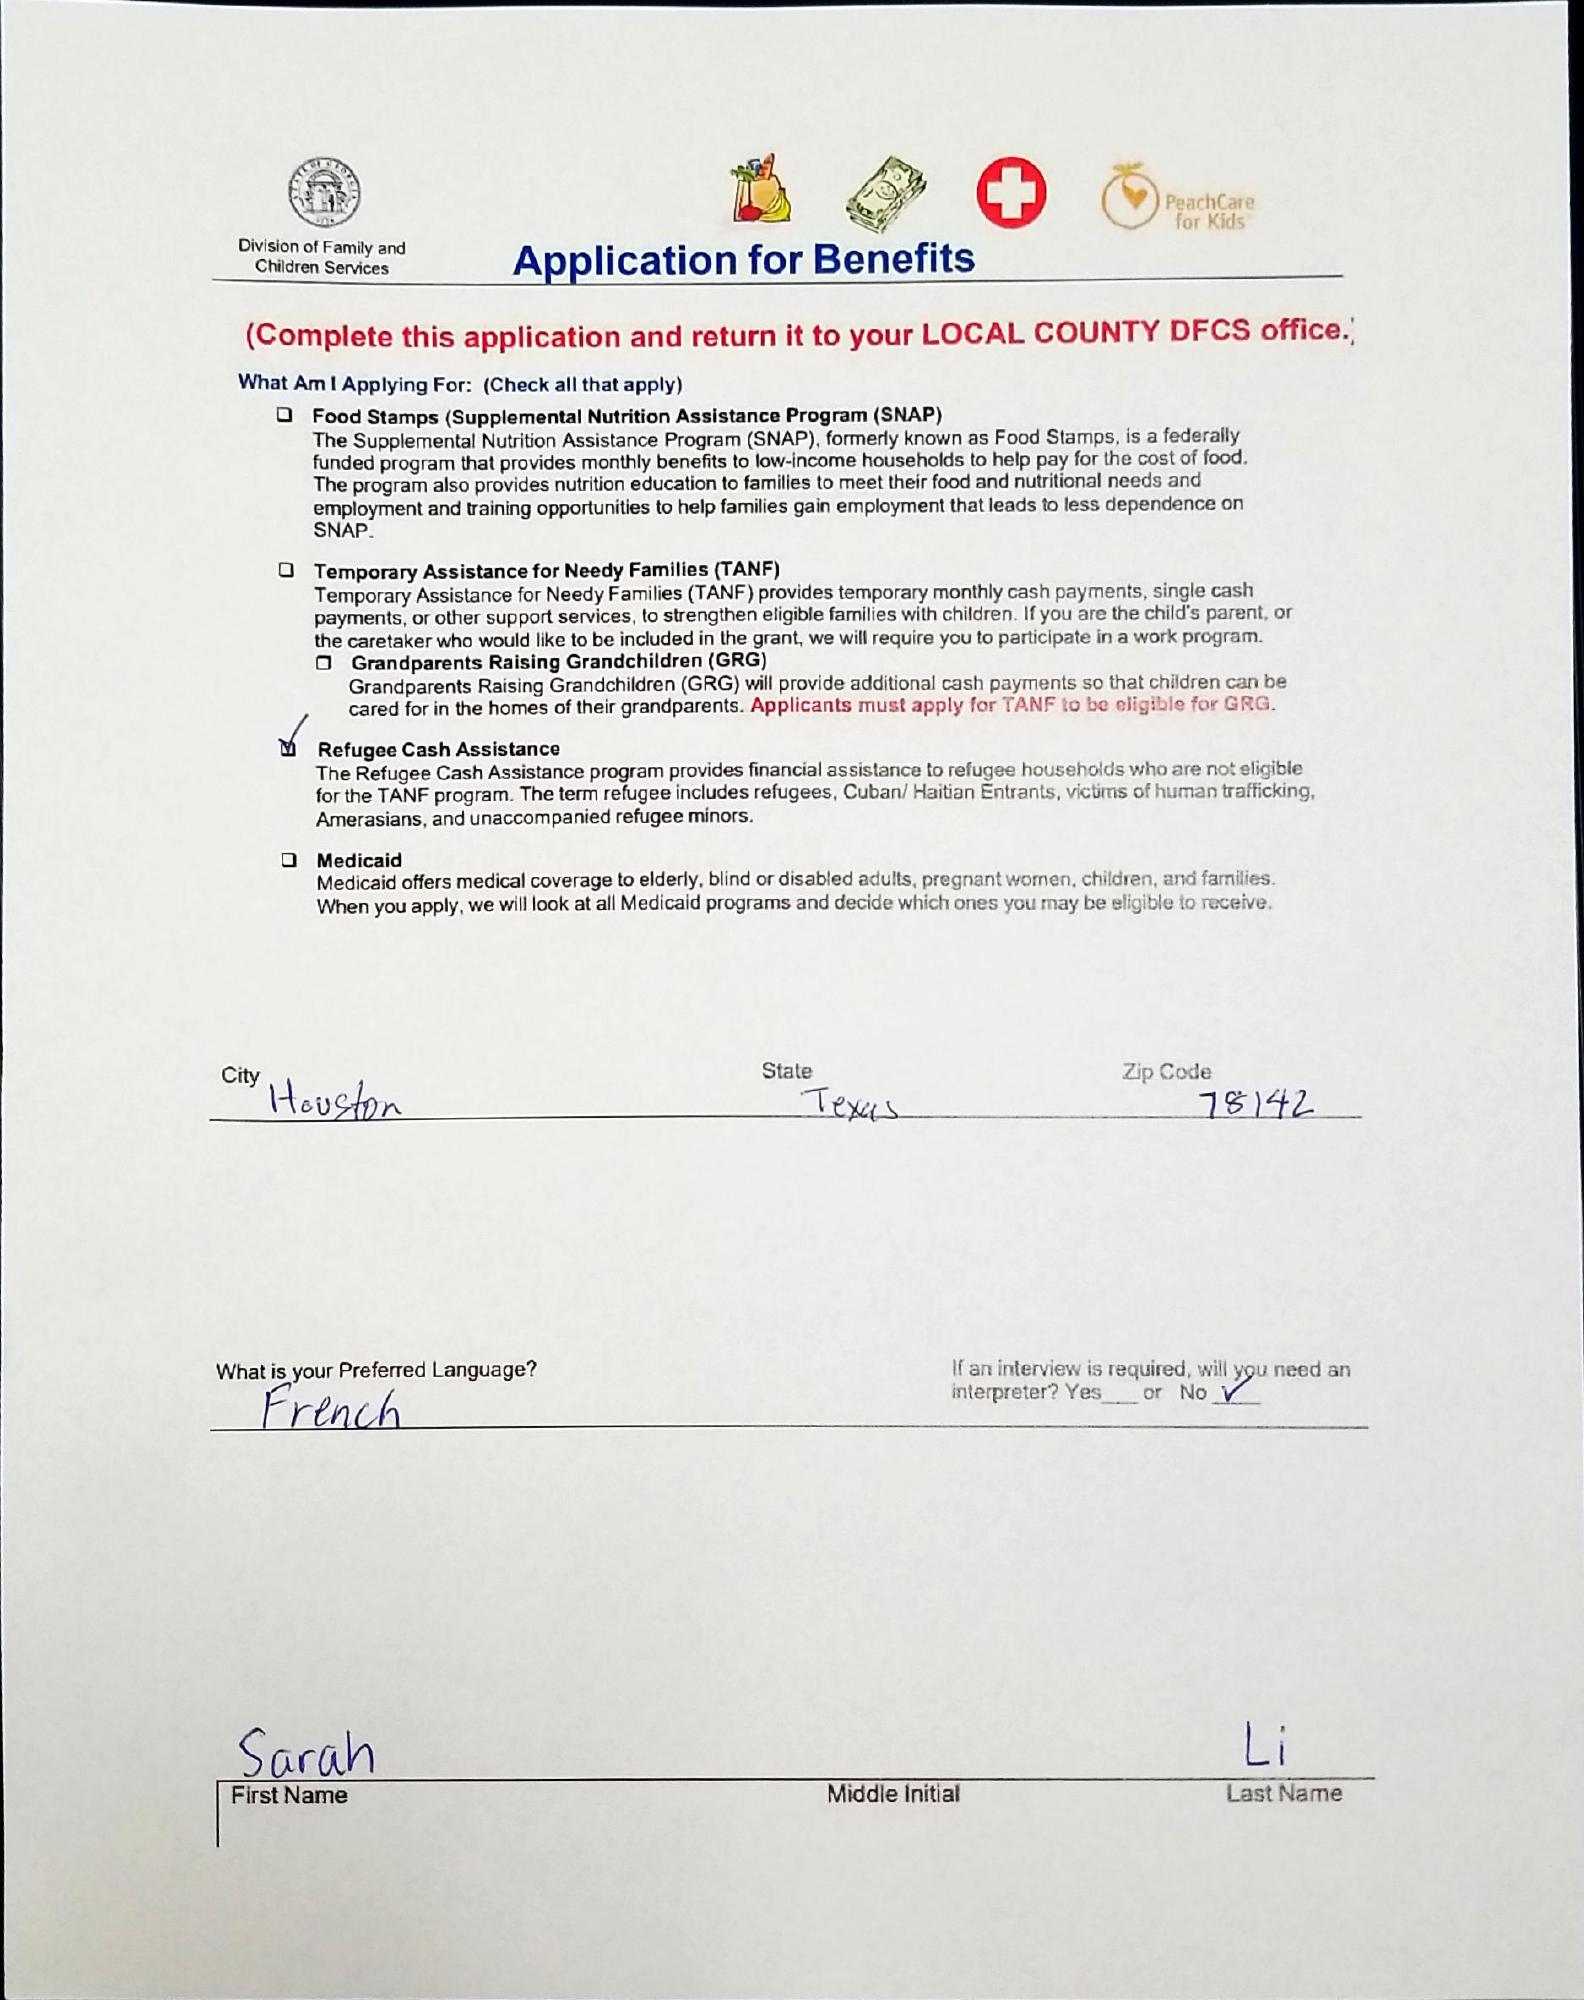 STATE OF GEORGIA
1776
PeachCare
for Kids
Division of Family and
Children Services
Application for Benefits
(Complete this application and return it to your LOCAL COUNTY DFCS office.)
What Am I Applying For: (Check all that apply)
Food Stamps (Supplemental Nutrition Assistance Program (SNAP)
The Supplemental Nutrition Assistance Program (SNAP), formerly known as Food Stamps, is a federally
funded program that provides monthly benefits to low-income households to help pay for the cost of food.
The program also provides nutrition education to families to meet their food and nutritional needs and
employment and training opportunities to help families gain employment that leads to less dependence on
SNAP.
Temporary Assistance for Needy Families (TANF)
Temporary Assistance for Needy Families (TANF) provides temporary monthly cash payments, single cash
payments, or other support services, to strengthen eligible families with children. If you are the child's parent, or
the caretaker who would like to be included in the grant, we will require you to participate in a work program.
Grandparents Raising Grandchildren (GRG)
Grandparents Raising Grandchildren (GRG) will provide additional cash payments so that children can be
cared for in the homes of their grandparents. Applicants must apply for TANF to be eligible for GRG.
Refugee Cash Assistance
The Refugee Cash Assistance program provides financial assistance to refugee households who are not eligible
for the TANF program. The term refugee includes refugees, Cuban/ Haitian Entrants, victims of human trafficking,
Amerasians, and unaccompanied refugee minors.
Medicaid
Medicaid offers medical coverage to elderly, blind or disabled adults, pregnant women, children, and families.
When you apply, we will look at all Medicaid programs and decide which ones you may be eligible to receive.
City State Zip Code
Houston Texas 78142
What is your Preferred Language? If an interview is required, will you need an
interpreter? Yes___ or No ✓
French
Sarah Li
First Name Middle Initial Last Name